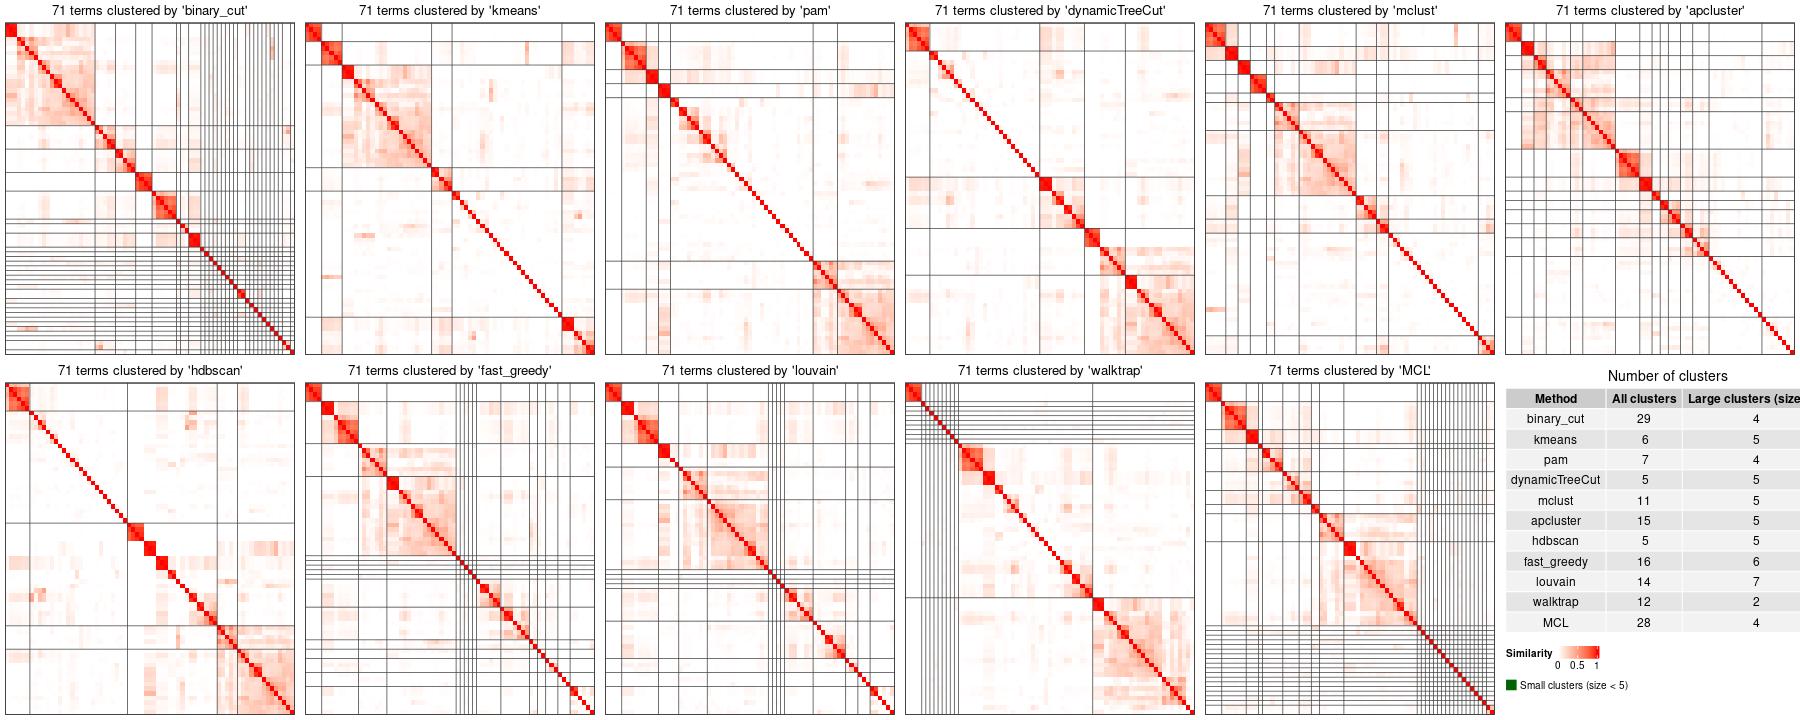 71 terms clustered by 'binary_cut'
71 terms clustered by 'kmeans'
71 terms clustered by 'pam'
71 terms clustered by 'dynamicTreeCut'
71 terms clustered by 'mclust'
71 terms clustered by 'apcluster'
71 terms clustered by 'hdbscan'
71 terms clustered by 'fast_greedy'
71 terms clustered by 'louvain'
71 terms clustered by 'walktrap'
71 terms clustered by 'MCL'
Number of clusters
Method All clusters Large clusters (size
binary_cut 29 4
kmeans 6 5
pam 7 4
dynamicTreeCut 5 5
mclust 11 5
apcluster 15 5
hdbscan 5 5
fast_greedy 16 6
louvain 14 7
walktrap 12 2
MCL 28 4
Similarity
0 0.5 1
Small clusters (size < 5)